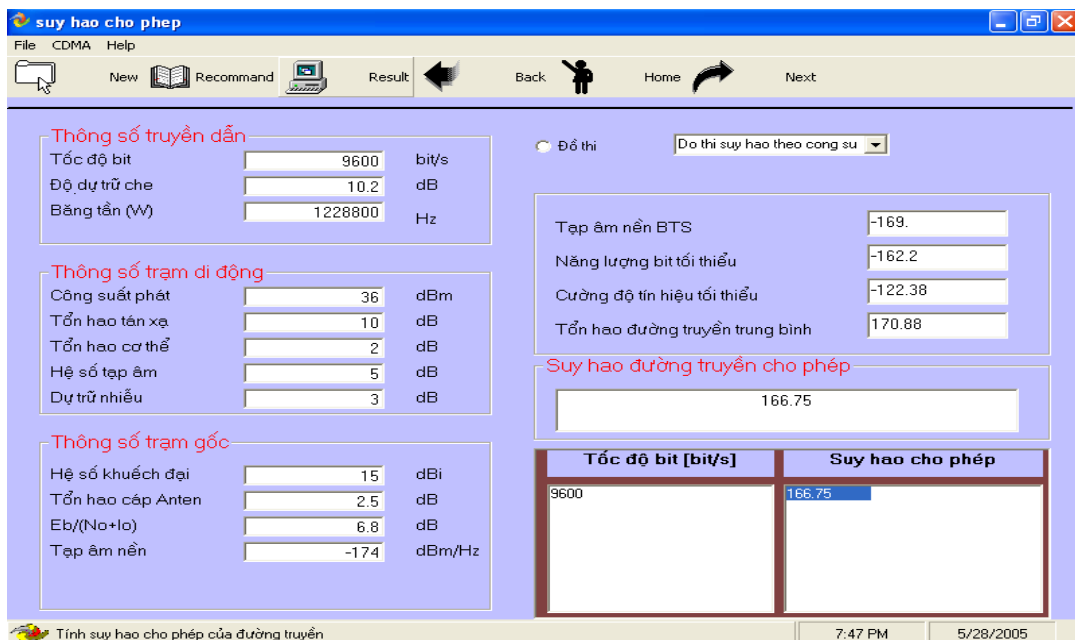 suy hao cho phep
File CDMA Help
New Recommand Result Back Home Next
Thông số truyền dẫn
Tốc độ bit 9600 bit/s
Độ dự trữ che 10.2 dB
Băng tần (W) 1228800 Hz
Thông số trạm di động
Công suất phát 36 dBm
Tổn hao tán xạ 10 dB
Tổn hao cơ thể 2 dB
Hệ số tạp âm 5 dB
Dự trữ nhiễu 3 dB
Thông số trạm gốc
Hệ số khuếch đại 15 dBi
Tổn hao cáp Anten 2.5 dB
Eb/(No+Io) 6.8 dB
Tạp âm nền -174 dBm/Hz
Đồ thi Do thi suy hao theo cong su
Tạp âm nền BTS -169.
Năng lượng bit tối thiểu -162.2
Cường độ tín hiệu tối thiểu -122.38
Tổn hao đường truyền trung bình 170.88
Suy hao đường truyền cho phép
166.75
Tốc độ bit [bit/s] Suy hao cho phép
9600 166.75
Tính suy hao cho phép của đường truyền 7:47 PM 5/28/2005